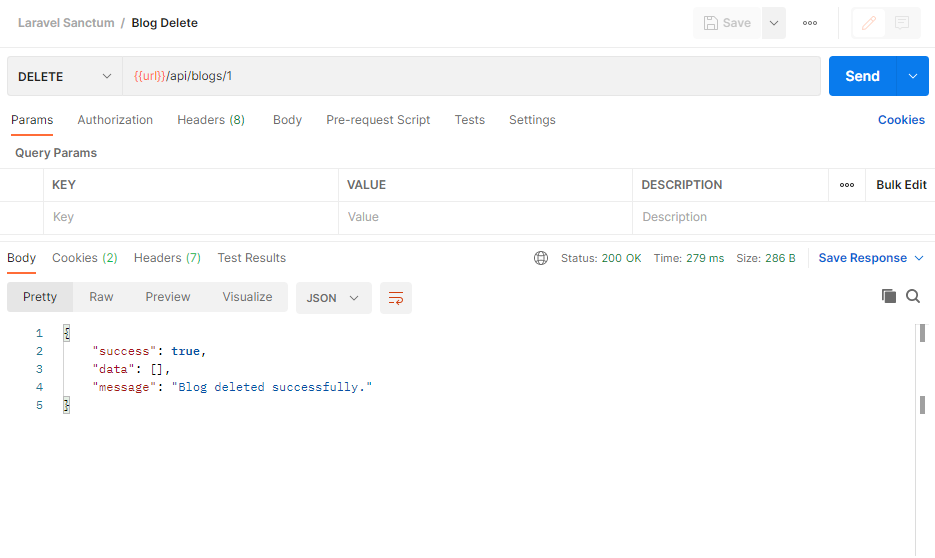 Laravel Sanctum / Blog Delete
Save
DELETE
{{url}}/api/blogs/1
Send
Params Authorization Headers (8) Body Pre-request Script Tests Settings Cookies
Query Params
KEY VALUE DESCRIPTION Bulk Edit
Key Value Description
Body Cookies (2) Headers (7) Test Results Status: 200 OK Time: 279 ms Size: 286 B Save Response
Pretty Raw Preview Visualize JSON
1 {
2 "success": true,
3 "data": [],
4 "message": "Blog deleted successfully."
5 }